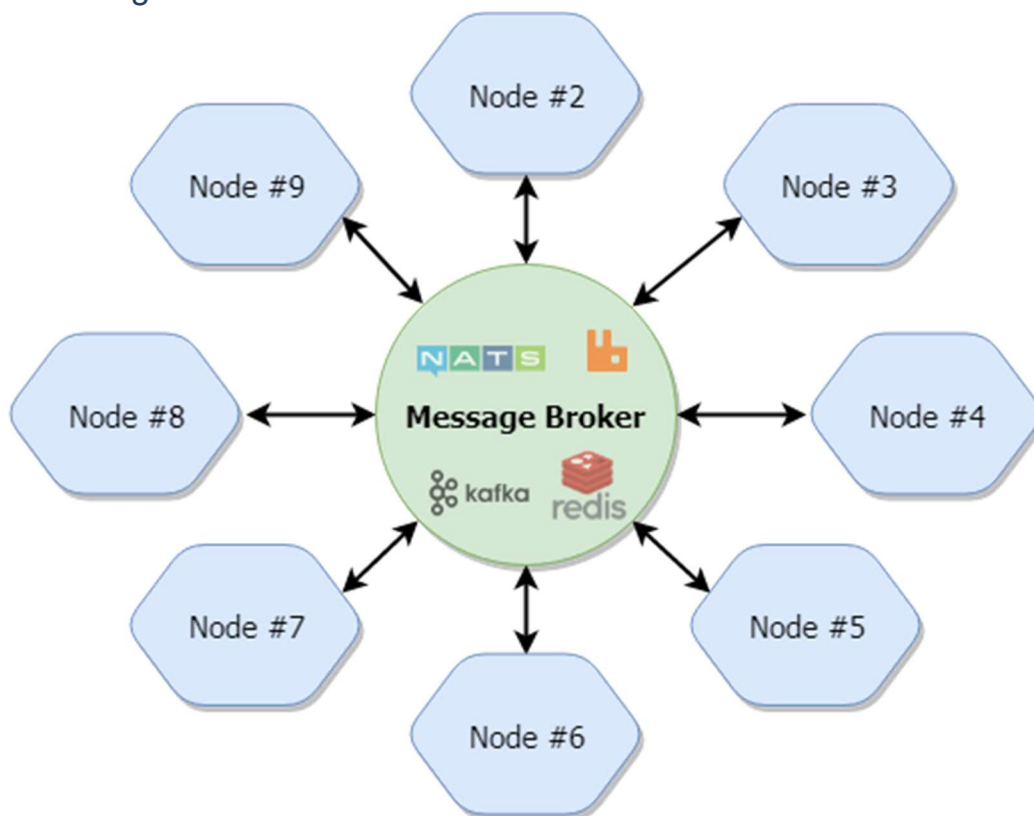 Node #2
Node #9
Node #3
NATS
Message Broker
Node #8
Node #4
kafka
redis
Node #7
Node #5
Node #6